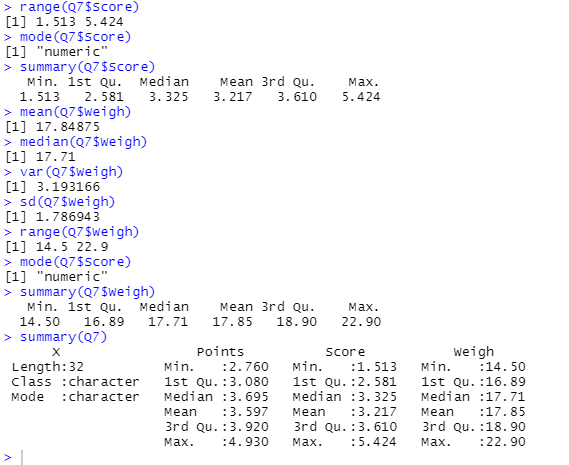 > range(Q7$Score)
[1] 1.513 5.424
> mode(Q7$Score)
[1] "numeric"
> summary(Q7$Score)
   Min. 1st Qu.  Median    Mean 3rd Qu.    Max.
  1.513   2.581   3.325   3.217   3.610   5.424
> mean(Q7$Weigh)
[1] 17.84875
> median(Q7$Weigh)
[1] 17.71
> var(Q7$Weigh)
[1] 3.193166
> sd(Q7$Weigh)
[1] 1.786943
> range(Q7$Weigh)
[1] 14.5 22.9
> mode(Q7$Score)
[1] "numeric"
> summary(Q7$Weigh)
   Min. 1st Qu.  Median    Mean 3rd Qu.    Max.
  14.50   16.89   17.71   17.85   18.90   22.90
> summary(Q7)
      X                 Points          Score           Weigh
 Length:32          Min.   :2.760   Min.   :1.513   Min.   :14.50
 Class :character   1st Qu.:3.080   1st Qu.:2.581   1st Qu.:16.89
 Mode  :character   Median :3.695   Median :3.325   Median :17.71
                    Mean   :3.597   Mean   :3.217   Mean   :17.85
                    3rd Qu.:3.920   3rd Qu.:3.610   3rd Qu.:18.90
                    Max.   :4.930   Max.   :5.424   Max.   :22.90
>